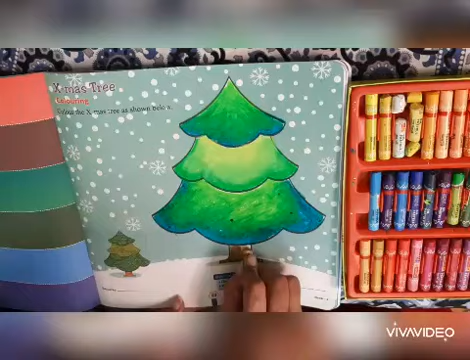 X-mas Tree
Colouring
Colour the X-mas tree as shown below.
VIVAVIDEO